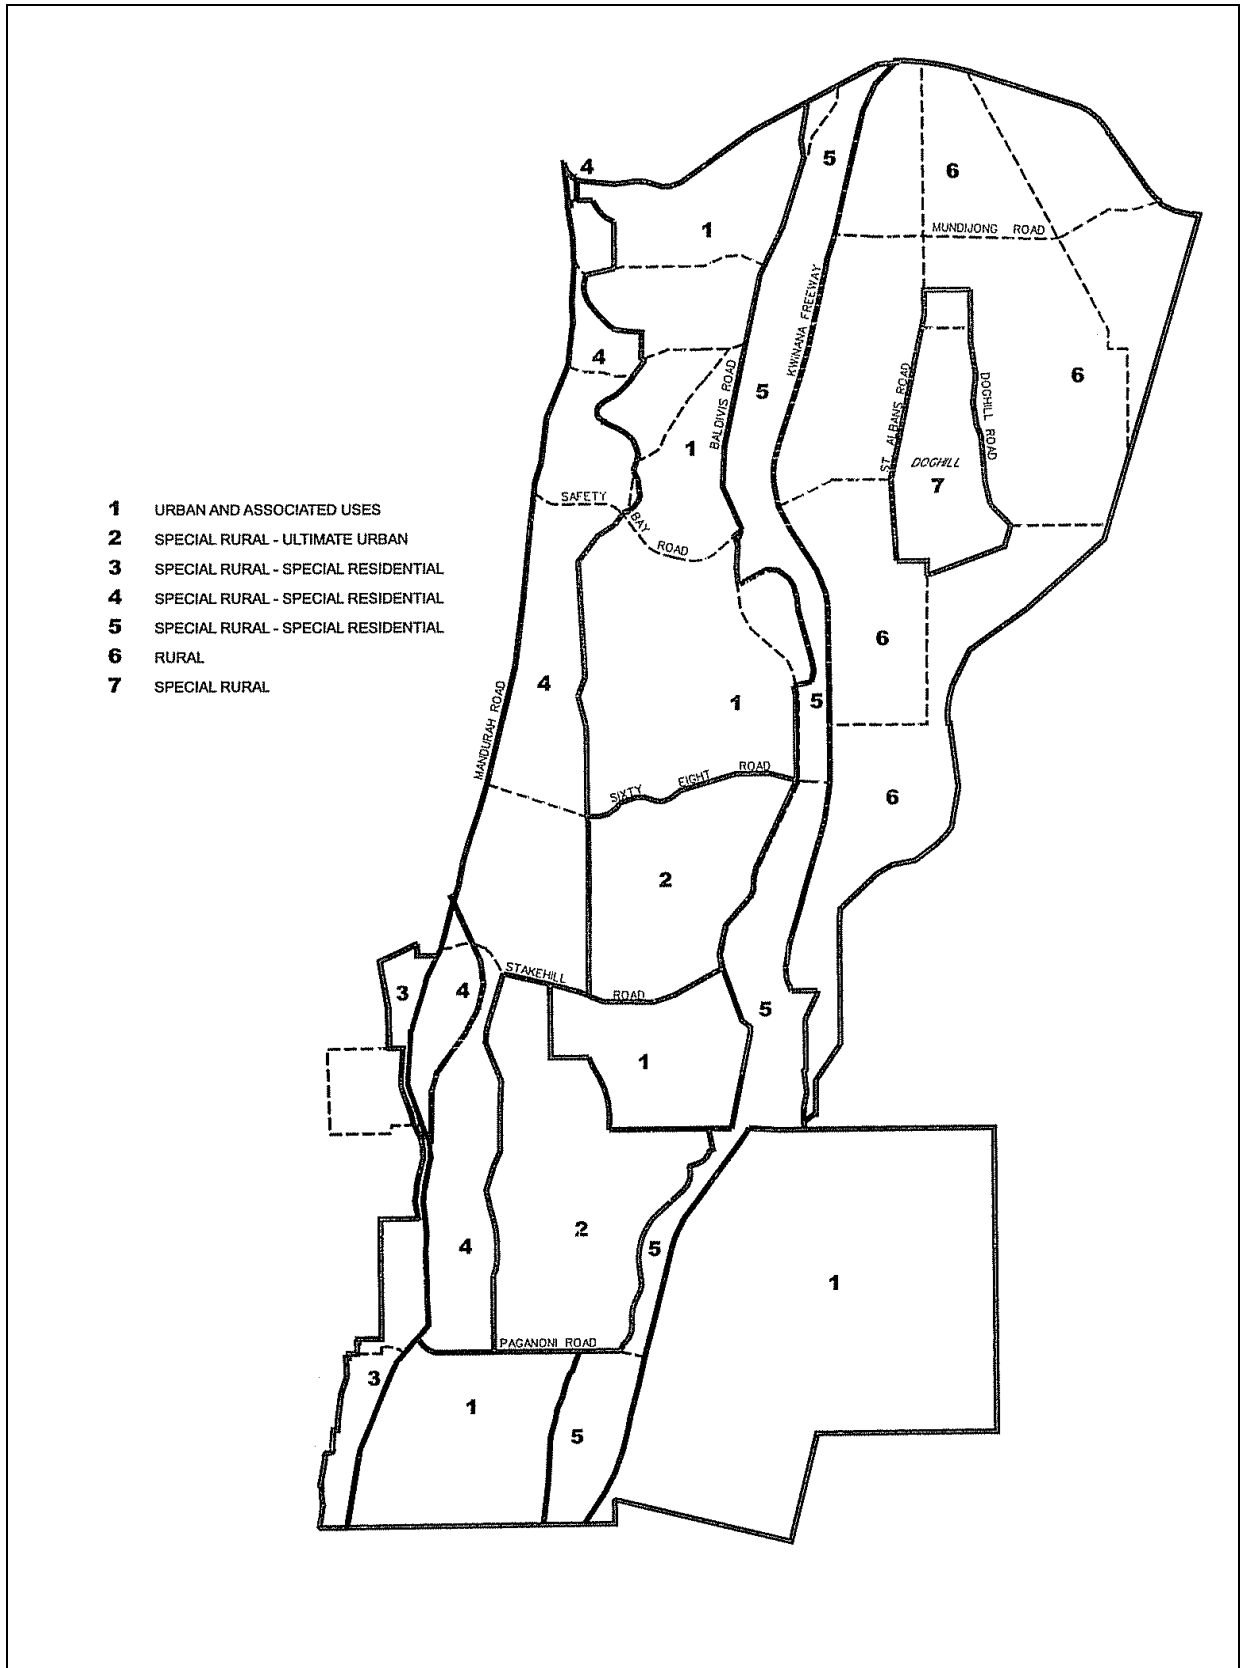 4
5
6
1
MUNDIJONG ROAD
KWINANA FREEWAY
4
BALDIVIS ROAD
5
ST. ALBANS ROAD
DOGHILL ROAD
6
1
DOGHILL
7
SAFETY
BAY
ROAD
1 URBAN AND ASSOCIATED USES
2 SPECIAL RURAL - ULTIMATE URBAN
3 SPECIAL RURAL - SPECIAL RESIDENTIAL
4 SPECIAL RURAL - SPECIAL RESIDENTIAL
5 SPECIAL RURAL - SPECIAL RESIDENTIAL
6 RURAL
7 SPECIAL RURAL
6
4
1
5
MANDURAH ROAD
SIXTY EIGHT ROAD
6
2
STAKEHILL ROAD
3
4
5
1
2
4
5
1
PAGANONI ROAD
3
1
5